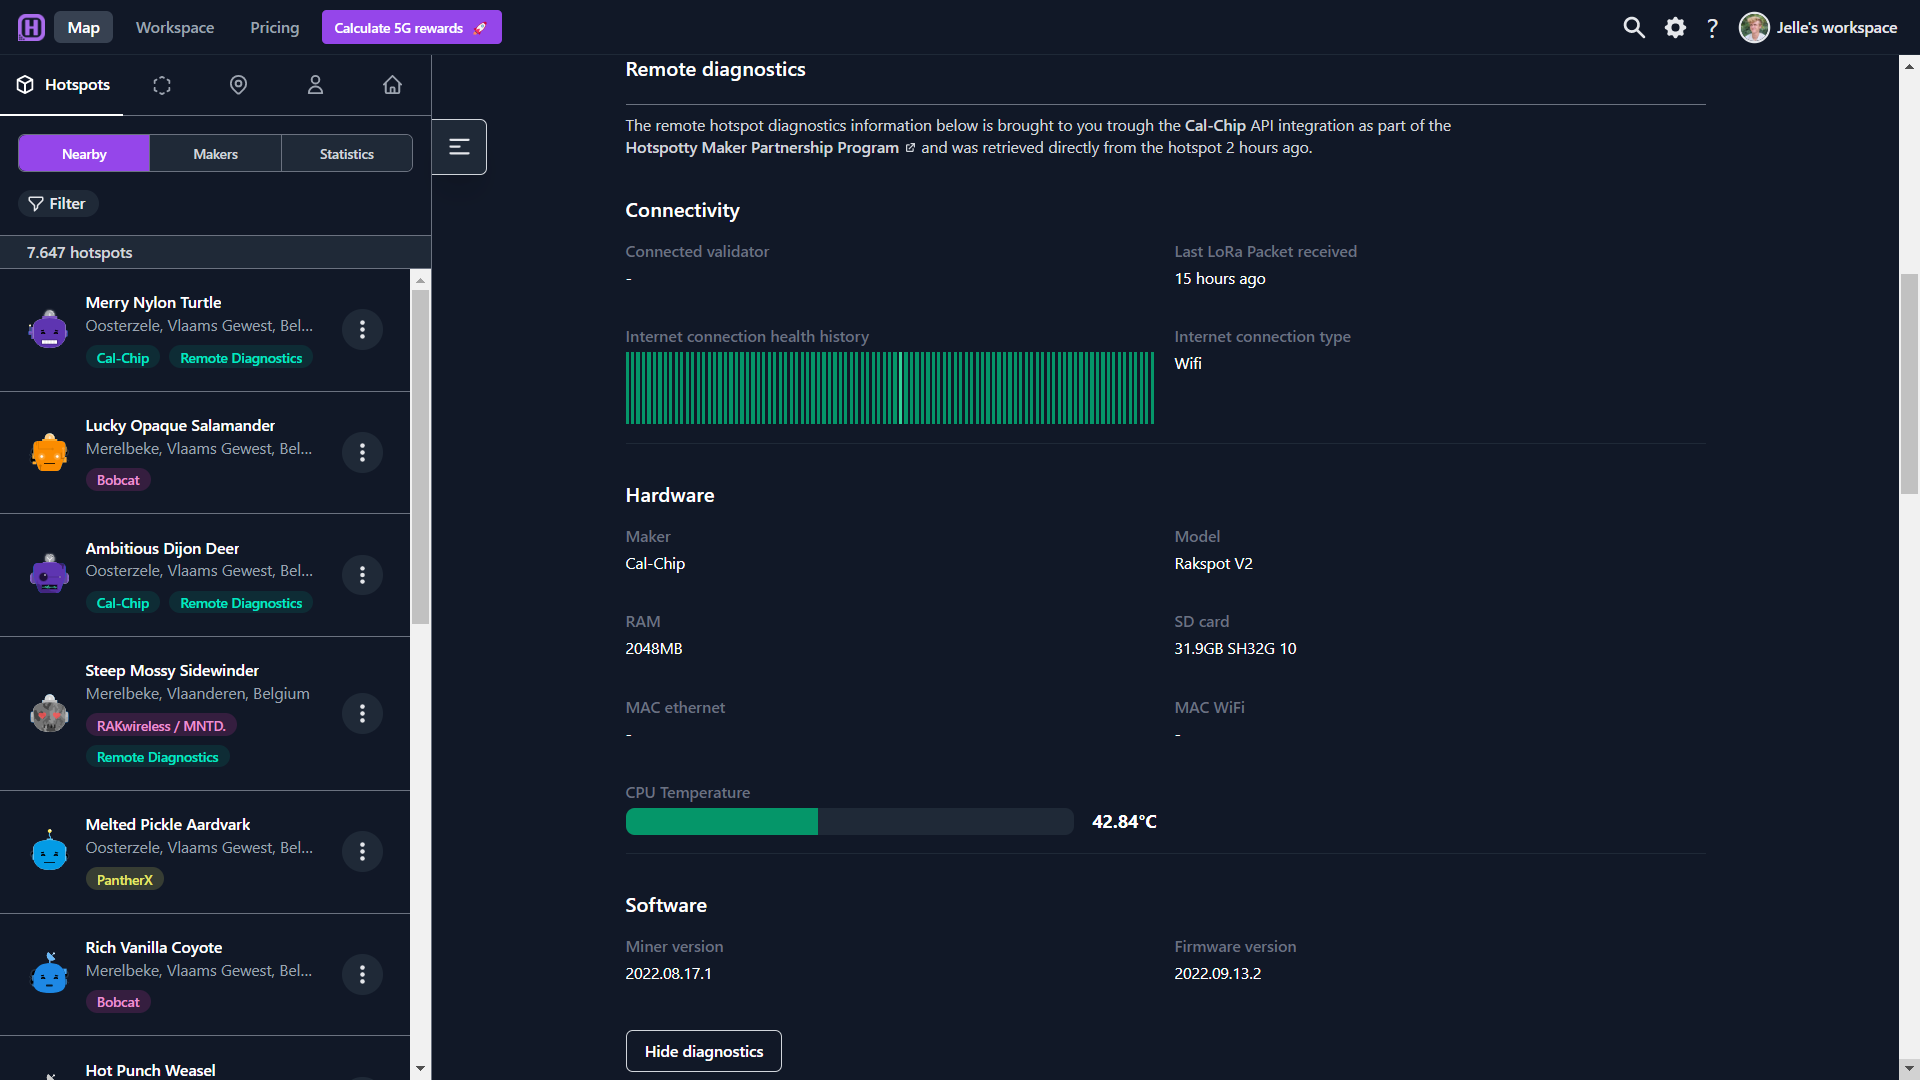 Map
Workspace
Pricing
Calculate 5G rewards
Jelle's workspace
Hotspots
Nearby
Makers
Statistics
Filter
7.647 hotspots
Merry Nylon Turtle
Oosterzele, Vlaams Gewest, Bel...
Cal-Chip
Remote Diagnostics
Lucky Opaque Salamander
Merelbeke, Vlaams Gewest, Bel...
Bobcat
Ambitious Dijon Deer
Oosterzele, Vlaams Gewest, Bel...
Cal-Chip
Remote Diagnostics
Steep Mossy Sidewinder
Merelbeke, Vlaanderen, Belgium
RAKwireless / MNTD.
Remote Diagnostics
Melted Pickle Aardvark
Oosterzele, Vlaams Gewest, Bel...
PantherX
Rich Vanilla Coyote
Merelbeke, Vlaams Gewest, Bel...
Bobcat
Hot Punch Weasel
Remote diagnostics
The remote hotspot diagnostics information below is brought to you trough the Cal-Chip API integration as part of the
Hotspotty Maker Partnership Program and was retrieved directly from the hotspot 2 hours ago.
Connectivity
Connected validator
-
Last LoRa Packet received
15 hours ago
Internet connection health history
Internet connection type
Wifi
Hardware
Maker
Cal-Chip
Model
Rakspot V2
RAM
2048MB
SD card
31.9GB SH32G 10
MAC ethernet
-
MAC WiFi
-
CPU Temperature
42.84°C
Software
Miner version
2022.08.17.1
Firmware version
2022.09.13.2
Hide diagnostics